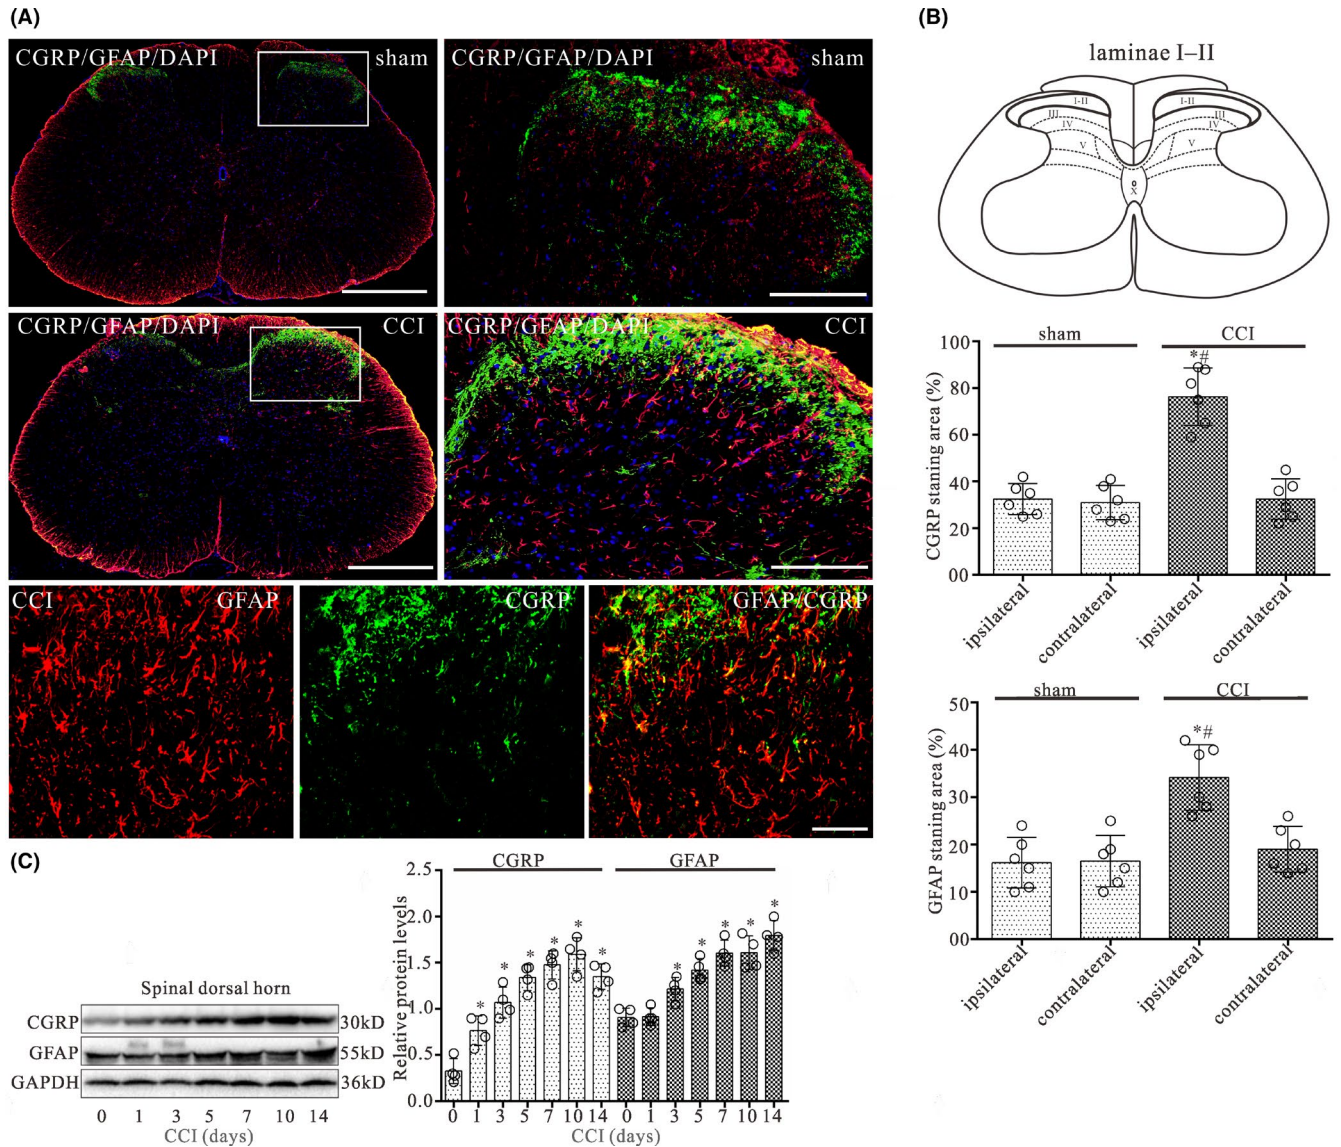 (A)
CGRP/GFAP/DAPI sham
CGRP/GFAP/DAPI sham
CGRP/GFAP/DAPI CCI
CGRP/GFAP/DAPI CCI
CCI GFAP
CGRP
GFAP/CGRP
(B)
laminae I–II
I-II I-II
III III
IV IV
V V
X
sham CCI
*#
CGRP staning area (%)
100
80
60
40
20
00
ipsilateral contralateral ipsilateral contralateral
sham CCI
*#
GFAP staning area (%)
50
40
30
20
10
00
ipsilateral contralateral ipsilateral contralateral
(C)
Spinal dorsal horn
CGRP 30kD
GFAP 55kD
GAPDH 36kD
0 1 3 5 7 10 14
CCI (days)
CGRP GFAP
* * * * * * * * * * *
Relative protein levels
2.5
2.0
1.5
1.0
0.5
0.0
0 1 3 5 7 10 14 0 1 3 5 7 10 14
CCI (days)